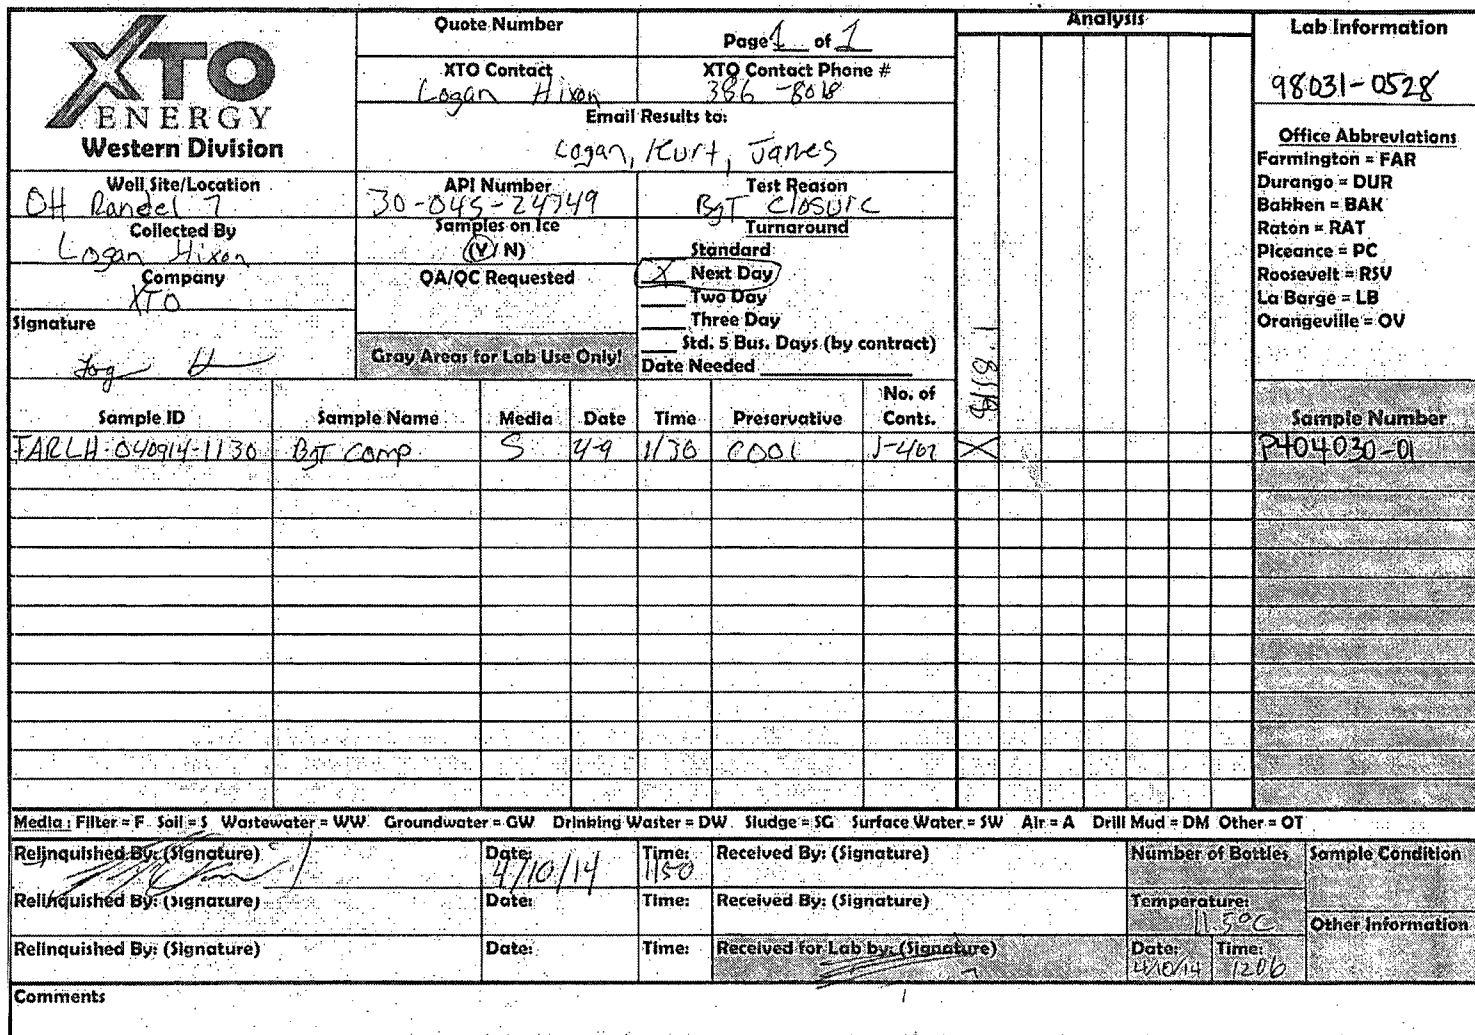 XTO
ENERGY
Western Division
Quote Number
Page 1 of 1
XTO Contact
Logan Hixon
XTO Contact Phone #
386-8018
Email Results to:
Logan, Kurt, James
Well Site/Location
OH Randel 7
API Number
30-045-24749
Test Reason
BGT Closure
Collected By
Logan Hixon
Samples on Ice
(Y/ N)
Turnaround
Standard
X Next Day
Two Day
Three Day
Std. 5 Bus. Days (by contract)
Date Needed
Company
XTO
QA/QC Requested
Signature
Gray Areas for Lab Use Only!
Analysis
8418.1
Lab Information
98031-0528
Office Abbreviations
Farmington = FAR
Durango = DUR
Bakken = BAK
Raton = RAT
Piceance = PC
Roosevelt = RSV
La Barge = LB
Orangeville = OV
Sample ID Sample Name Media Date Time Preservative No. of Conts. Sample Number
FARLH-040914-1130 BGT Comp. S 4-9 1130 COOL 1-4oz X P404030-01
Media : Filter = F Soil = S Wastewater = WW Groundwater = GW Drinking Waster = DW Sludge = SG Surface Water = SW Air = A Drill Mud = DM Other = OT
Relinquished By: (Signature) Date: 4/10/14 Time: 1150 Received By: (Signature) Number of Bottles Sample Condition
Relinquished By: (Signature) Date: Time: Received By: (Signature) Temperature: 11.5°C Other Information
Relinquished By: (Signature) Date: Time: Received for Lab by: (Signature) Date: 4/10/14 Time: 1206
Comments